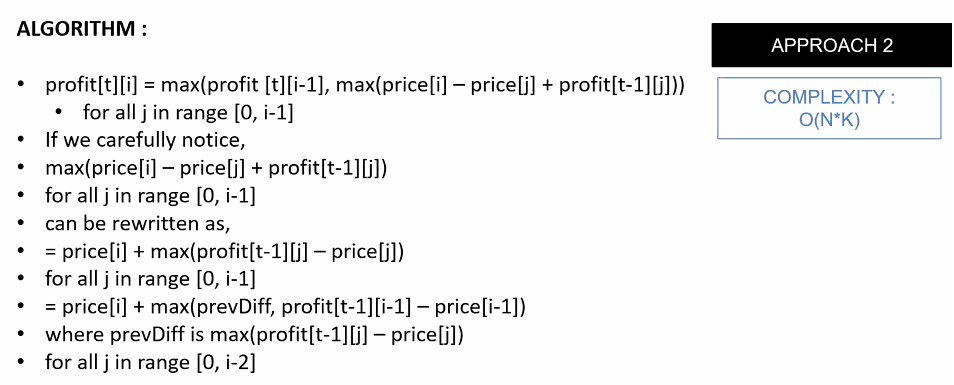 ALGORITHM :
• profit[t][i] = max(profit [t][i-1], max(price[i] – price[j] + profit[t-1][j]))
• for all j in range [0, i-1]
• If we carefully notice,
• max(price[i] – price[j] + profit[t-1][j])
• for all j in range [0, i-1]
• can be rewritten as,
• = price[i] + max(profit[t-1][j] – price[j])
• for all j in range [0, i-1]
• = price[i] + max(prevDiff, profit[t-1][i-1] – price[i-1])
• where prevDiff is max(profit[t-1][j] – price[j])
• for all j in range [0, i-2]
APPROACH 2
COMPLEXITY :
O(N*K)